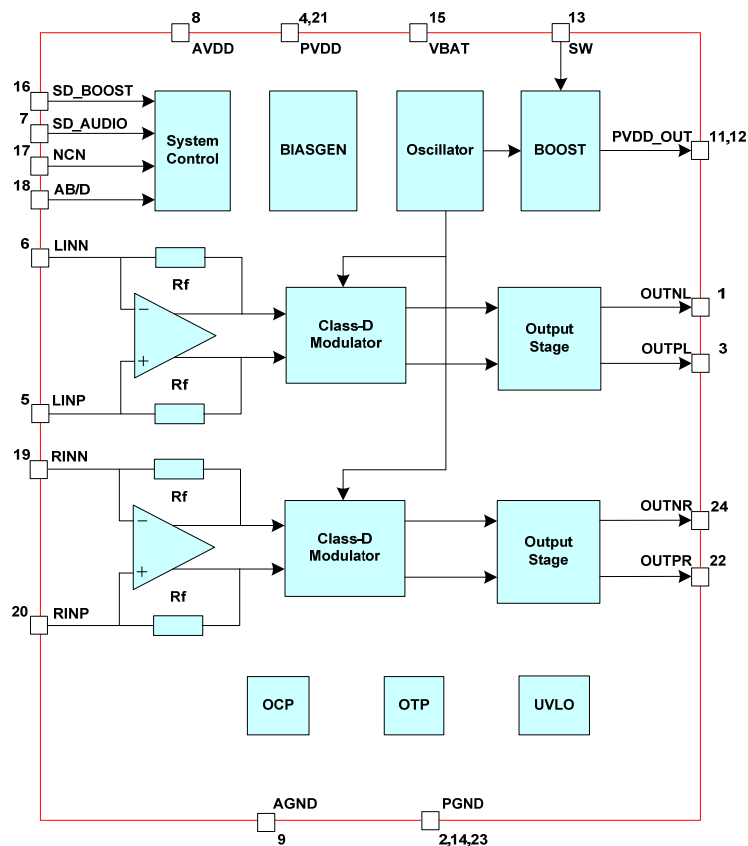 8
4,21
15
13
AVDD
PVDD
VBAT
SW
16
SD_BOOST
7
SD_AUDIO
17
NCN
18
AB/D
System
Control
BIASGEN
Oscillator
BOOST
PVDD_OUT
11,12
6
LINN
Rf
−
+
Rf
5
LINP
Class-D
Modulator
Output
Stage
OUTNL
1
OUTPL
3
19
RINN
Rf
−
+
Rf
20
RINP
Class-D
Modulator
Output
Stage
OUTNR
24
OUTPR
22
OCP
OTP
UVLO
AGND
PGND
9
2,14,23